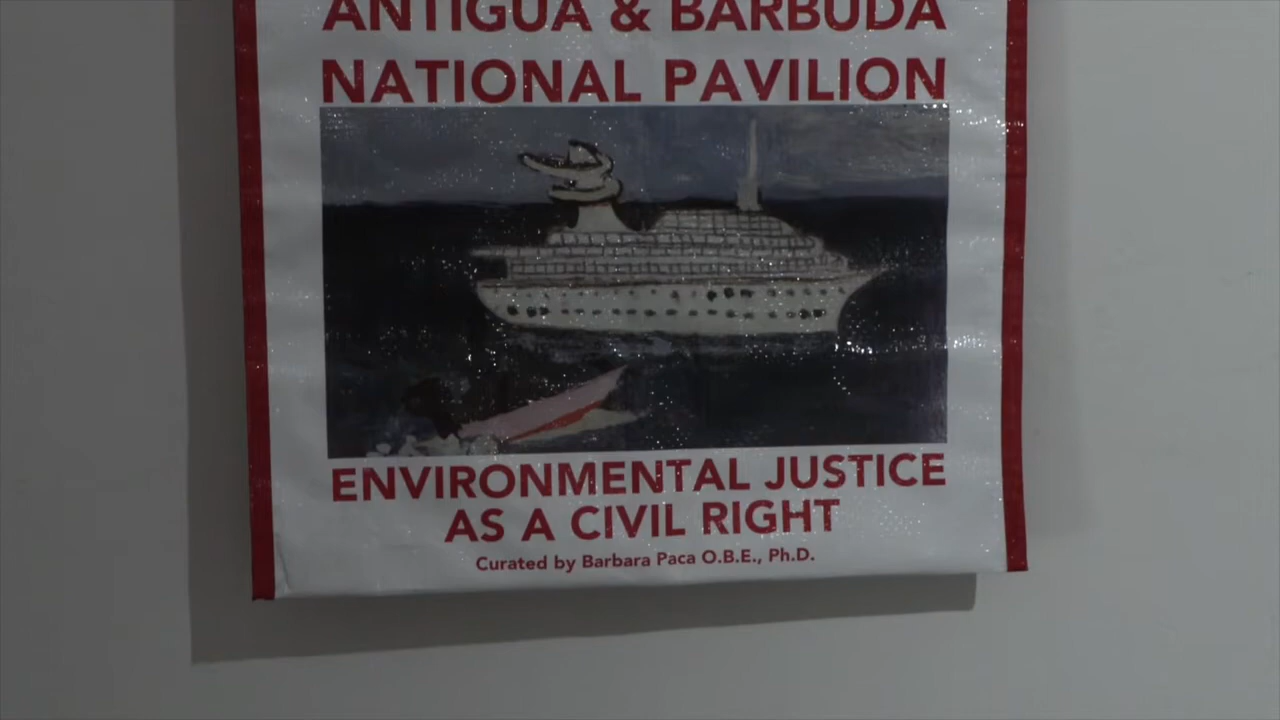 ANTIGUA & BARBUDA
NATIONAL PAVILION
ENVIRONMENTAL JUSTICE
AS A CIVIL RIGHT
Curated by Barbara Paca O.B.E., Ph.D.